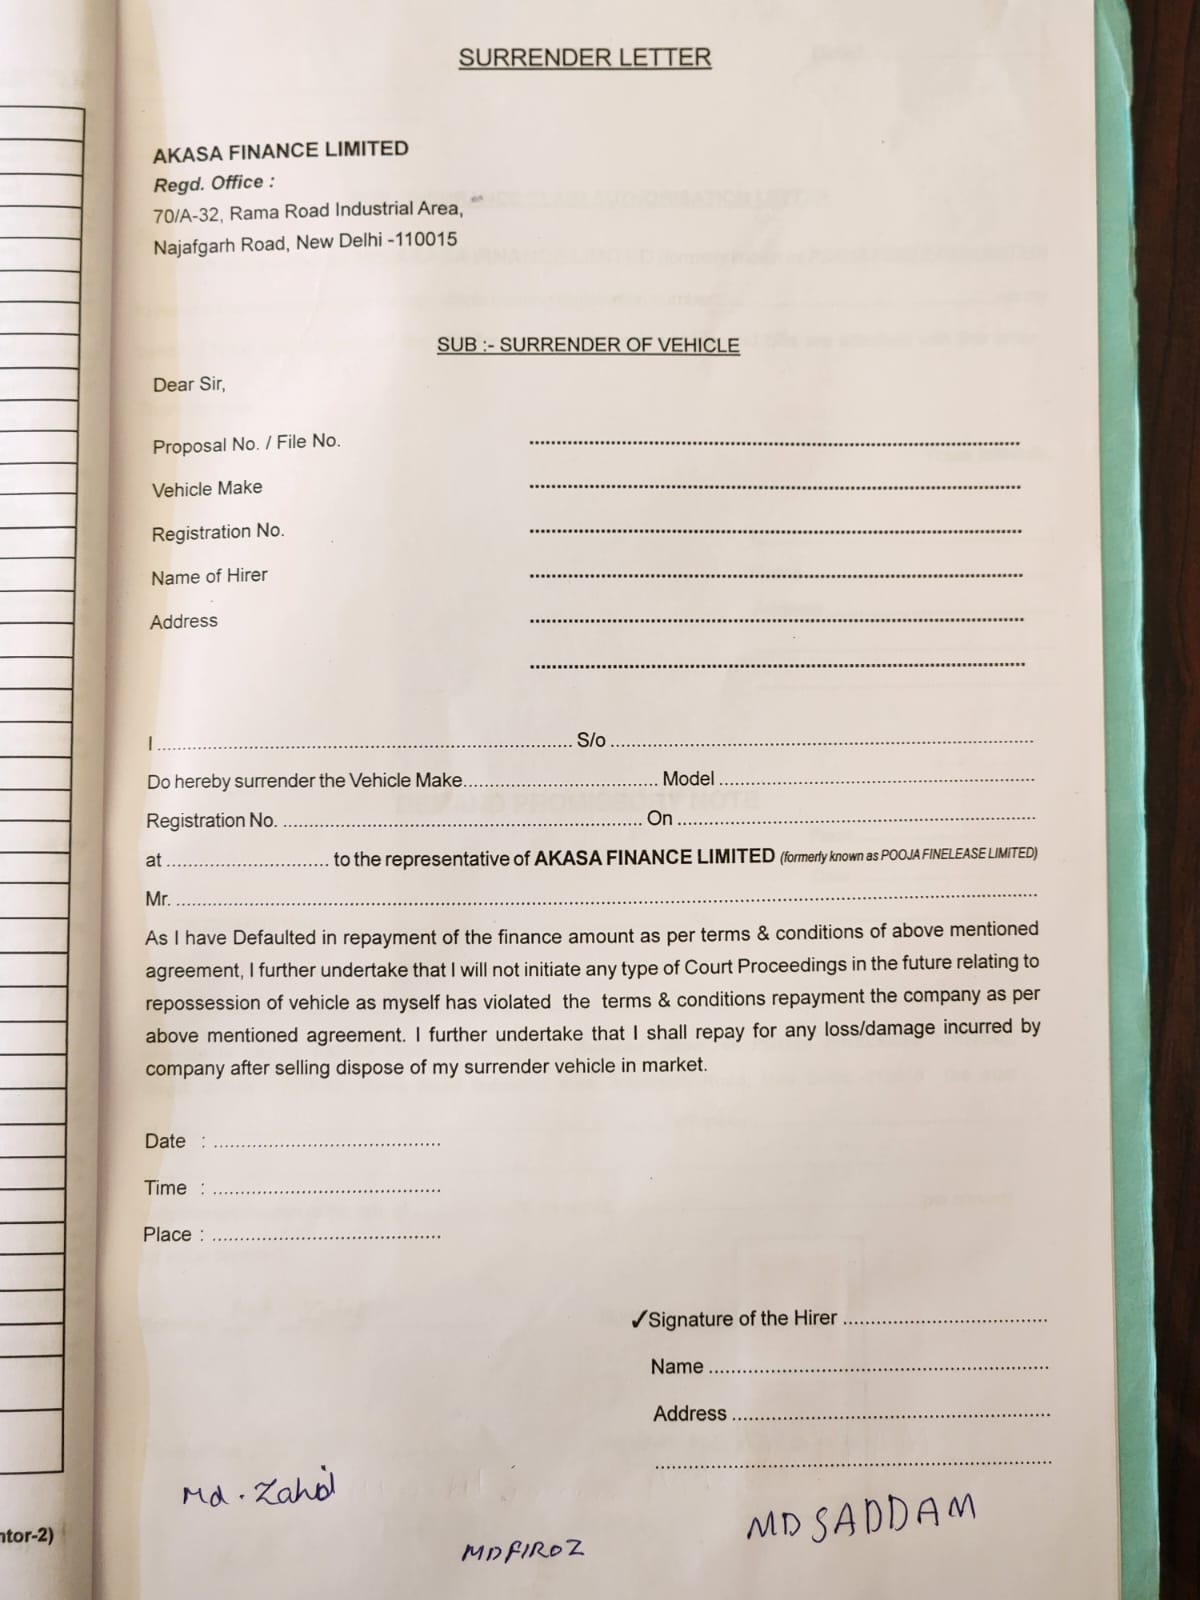 SURRENDER LETTER
AKASA FINANCE LIMITED
Regd. Office :
70/A-32, Rama Road Industrial Area,
Najafgarh Road, New Delhi -110015
SUB :- SURRENDER OF VEHICLE
Dear Sir,
Proposal No. / File No. ..........
Vehicle Make ..........
Registration No. ..........
Name of Hirer ..........
Address ..........
..........
I .......... S/o ..........
Do hereby surrender the Vehicle Make.......... Model ..........
Registration No. .......... On ..........
at .......... to the representative of AKASA FINANCE LIMITED (formerly known as POOJA FINELEASE LIMITED)
Mr. ..........
As I have Defaulted in repayment of the finance amount as per terms & conditions of above mentioned
agreement, I further undertake that I will not initiate any type of Court Proceedings in the future relating to
repossession of vehicle as myself has violated the terms & conditions repayment the company as per
above mentioned agreement. I further undertake that I shall repay for any loss/damage incurred by
company after selling dispose of my surrender vehicle in market.
Date : ..........
Time : ..........
Place : ..........
✓Signature of the Hirer ..........
Name ..........
Address ..........
..........
Md. Zahid
MD FIROZ
MD SADDAM
ntor-2)